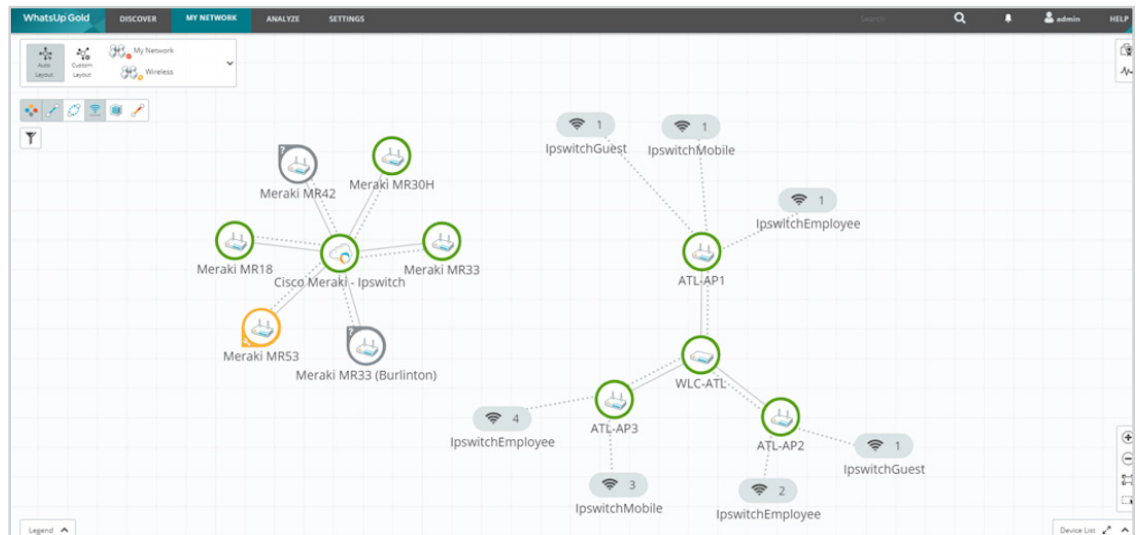 WhatsUp Gold DISCOVER MY NETWORK ANALYZE SETTINGS Search admin HELP
Auto Layout
Custom Layout
My Network
Wireless
1
IpswitchGuest
1
IpswitchMobile
?
Meraki MR42
Meraki MR30H
1
IpswitchEmployee
Meraki MR18
Cisco Meraki - Ipswitch
Meraki MR33
ATL-AP1
Meraki MR53
?
Meraki MR33 (Burlinton)
WLC-ATL
4
IpswitchEmployee
ATL-AP3
ATL-AP2
1
IpswitchGuest
3
IpswitchMobile
2
IpswitchEmployee
Legend
Device List